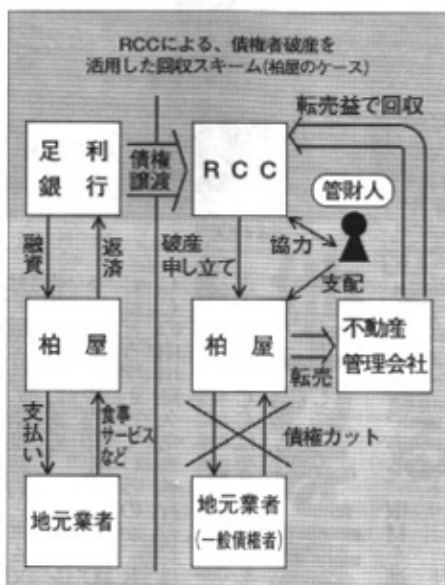 RCCによる、債権者破産を
活用した回収スキーム(柏屋のケース)
足利
銀行
債権
譲渡
RCC
転売益で回収
管財人
融資
返済
破産
申し立て
協力
支配
柏屋
柏屋
転売
不動産
管理会社
支払い
食事
サービス
など
債権カット
地元業者
地元業者
(一般債権者)